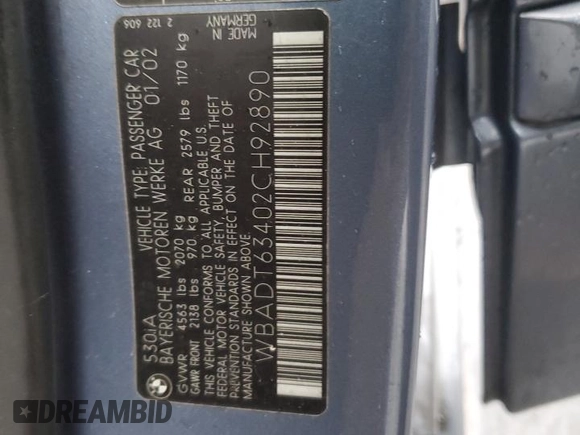 530iA VEHICLE TYPE: PASSENGER CAR
BAYERISCHE MOTOREN WERKE AG 01/02
GVWR 4563 lbs 2070 kg
GAWR FRONT 2138 lbs 970 kg REAR 2579 lbs 1170 kg
THIS VEHICLE CONFORMS TO ALL APPLICABLE U.S.
FEDERAL MOTOR VEHICLE SAFETY, BUMPER AND THEFT
PREVENTION STANDARDS IN EFFECT ON THE DATE OF
MANUFACTURE SHOWN ABOVE.
WBADT63402CH92890
2 122 606
MADE IN
GERMANY
BMW
DREAMBID